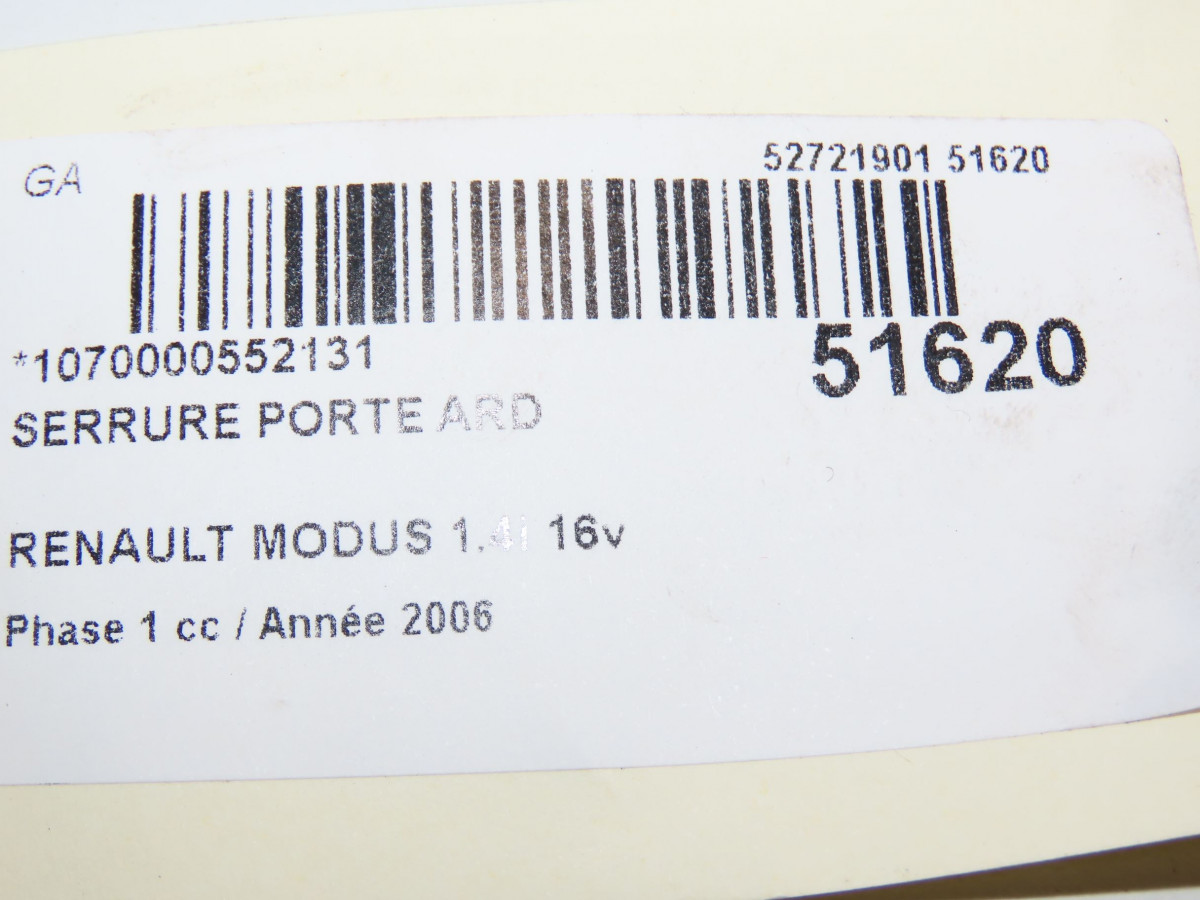 GA
52721901 51620
*1070000552131
51620
SERRURE PORTE ARD
RENAULT MODUS 1.4i 16v
Phase 1 cc / Année 2006